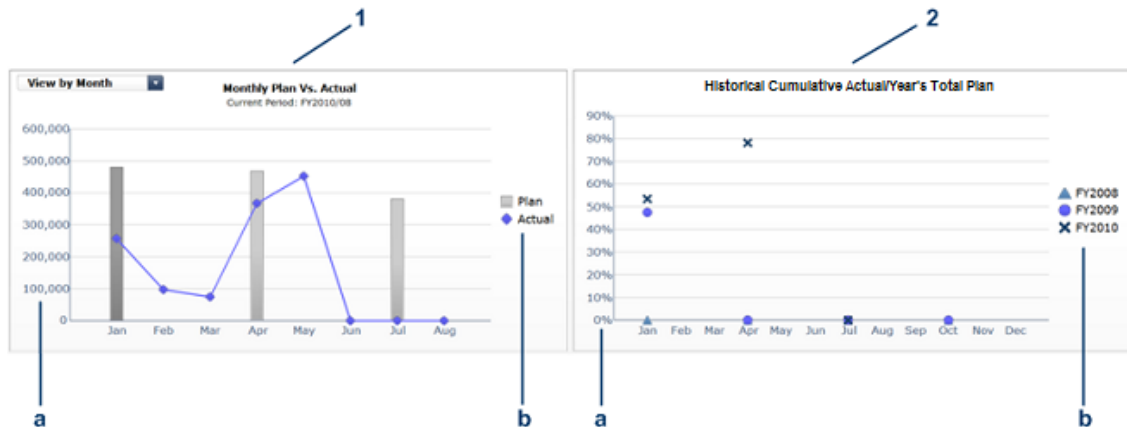 1
2
View by Month
Monthly Plan Vs. Actual
Current Period: FY2010/08
600,000
500,000
400,000
300,000
200,000
100,000
0
Jan Feb Mar Apr May Jun Jul Aug
Plan
Actual
Historical Cumulative Actual/Year's Total Plan
90%
80%
70%
60%
50%
40%
30%
20%
10%
0%
Jan Feb Mar Apr May Jun Jul Aug Sep Oct Nov Dec
FY2008
FY2009
FY2010
a
b
a
b